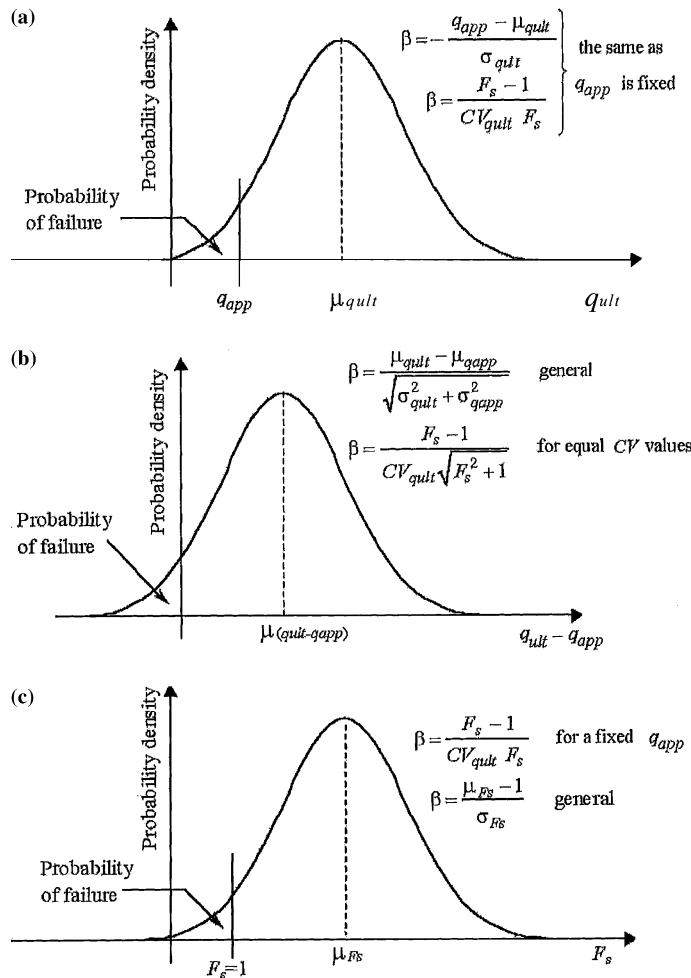 (a)
Probability density
β = − (q_app − μ_qult) / σ_qult
β = (F_s − 1) / (CV_qult F_s)
the same as
q_app is fixed
Probability
of failure
q_app
μ_qult
q_ult
(b)
Probability density
β = (μ_qult − μ_qapp) / √(σ²_qult + σ²_qapp)   general
β = (F_s − 1) / (CV_qult √(F_s² + 1))   for equal CV values
Probability
of failure
μ_(qult-qapp)
q_ult − q_app
(c)
Probability density
β = (F_s − 1) / (CV_qult F_s)   for a fixed q_app
β = (μ_Fs − 1) / σ_Fs   general
Probability
of failure
F_s=1
μ_Fs
F_s